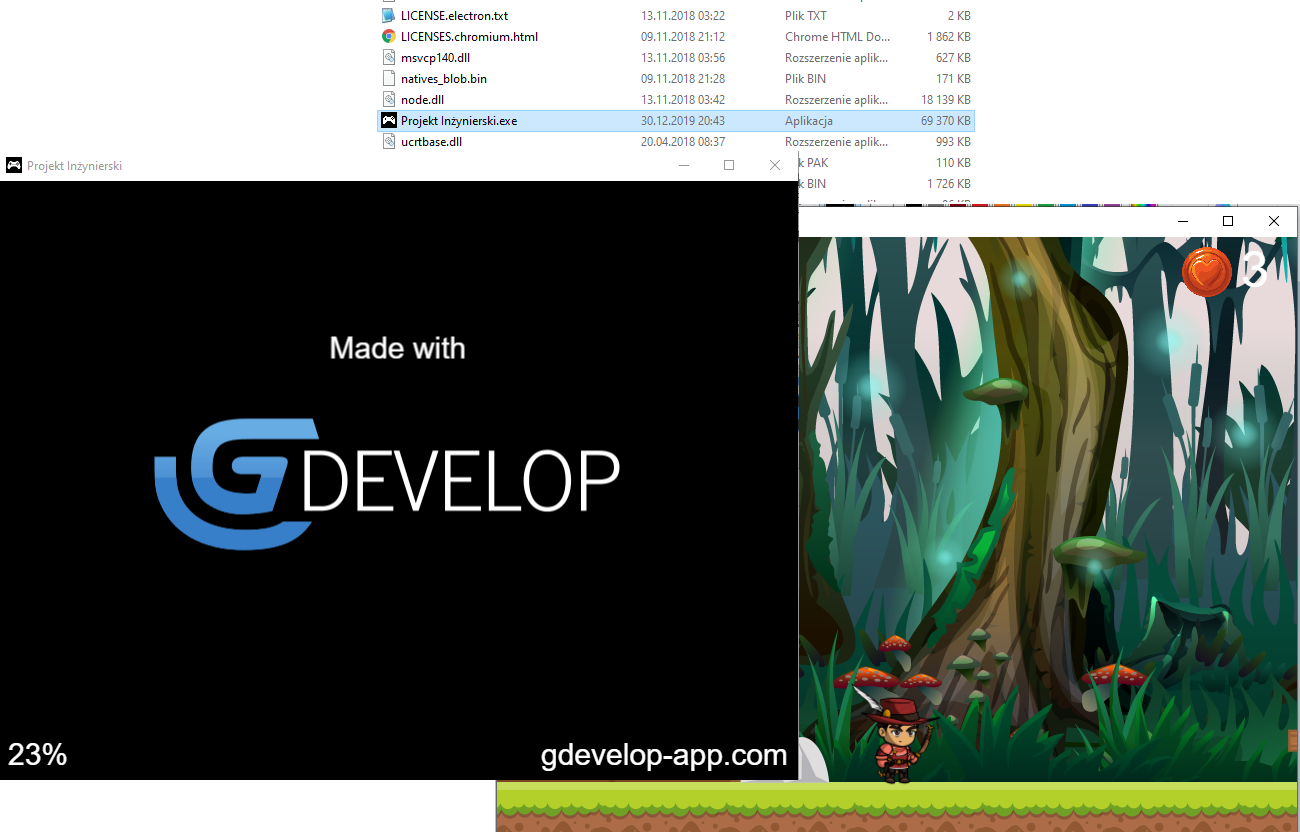 LICENSE.electron.txt 13.11.2018 03:22 Plik TXT 2 KB
LICENSES.chromium.html 09.11.2018 21:12 Chrome HTML Do... 1 862 KB
msvcp140.dll 13.11.2018 03:56 Rozszerzenie aplik... 627 KB
natives_blob.bin 09.11.2018 21:28 Plik BIN 171 KB
node.dll 13.11.2018 03:42 Rozszerzenie aplik... 18 139 KB
Projekt Inżynierski.exe 30.12.2019 20:43 Aplikacja 69 370 KB
ucrtbase.dll 20.04.2018 08:37 Rozszerzenie aplik... 993 KB
k PAK 110 KB
k BIN 1 726 KB
Projekt Inżynierski
3
Made with
GDEVELOP
23%
gdevelop-app.com